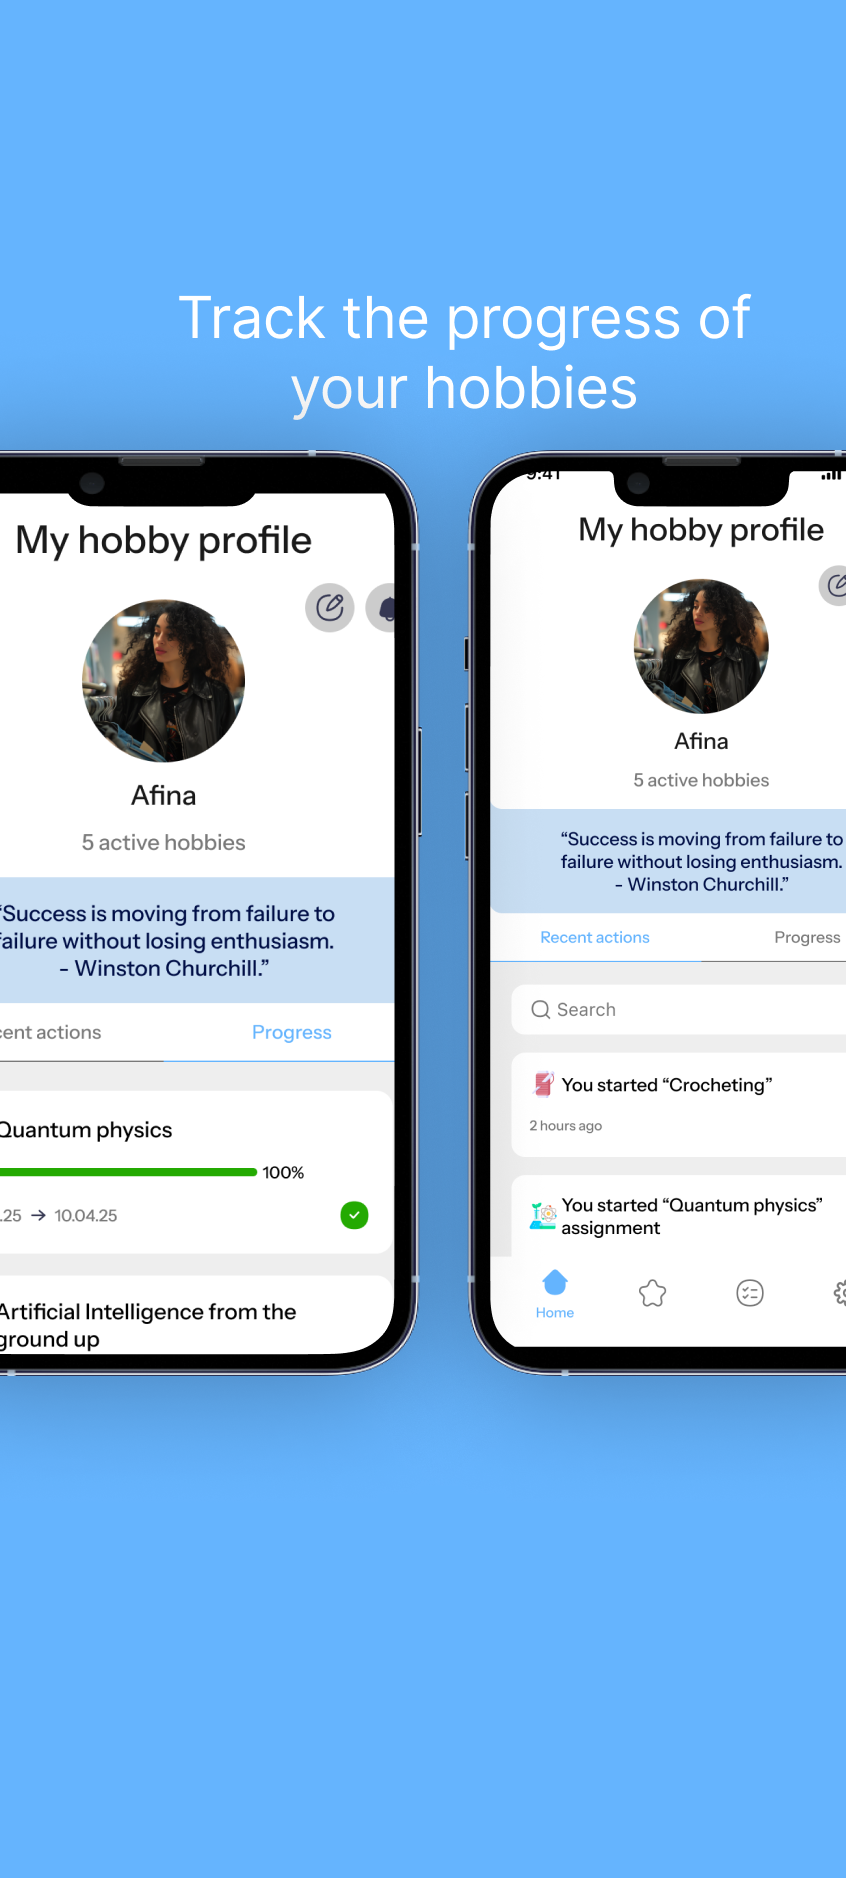 Track the progress of
your hobbies
My hobby profile
Afina
5 active hobbies
“Success is moving from failure to
failure without losing enthusiasm.
- Winston Churchill.”
cent actions
Progress
Quantum physics
100%
.25 → 10.04.25
Artificial Intelligence from the
ground up
9:41
My hobby profile
Afina
5 active hobbies
“Success is moving from failure to
failure without losing enthusiasm.
- Winston Churchill.”
Recent actions
Progress
Search
You started “Crocheting”
2 hours ago
You started “Quantum physics”
assignment
Home